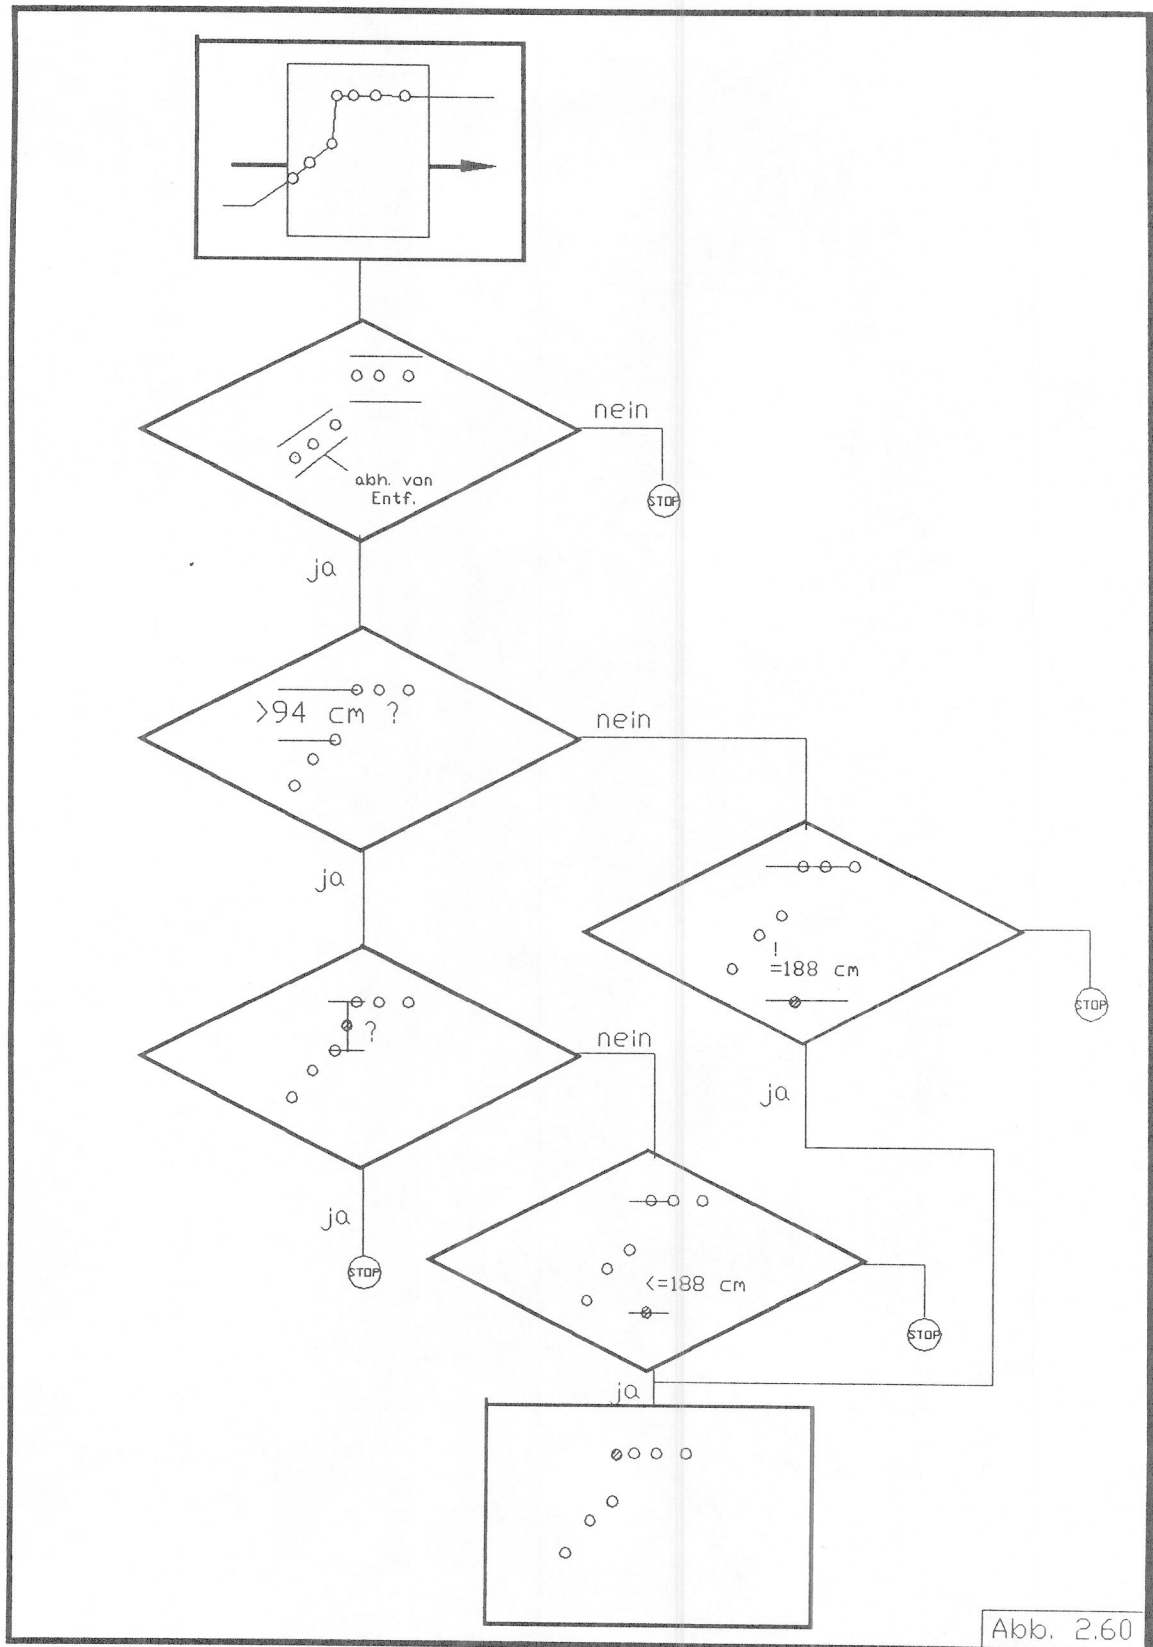 nein
abh. von
Entf.
STOP
ja
>94 cm ?
nein
ja
!
=188 cm
STOP
?
nein
ja
ja
STOP
<=188 cm
STOP
ja
Abb. 2.60